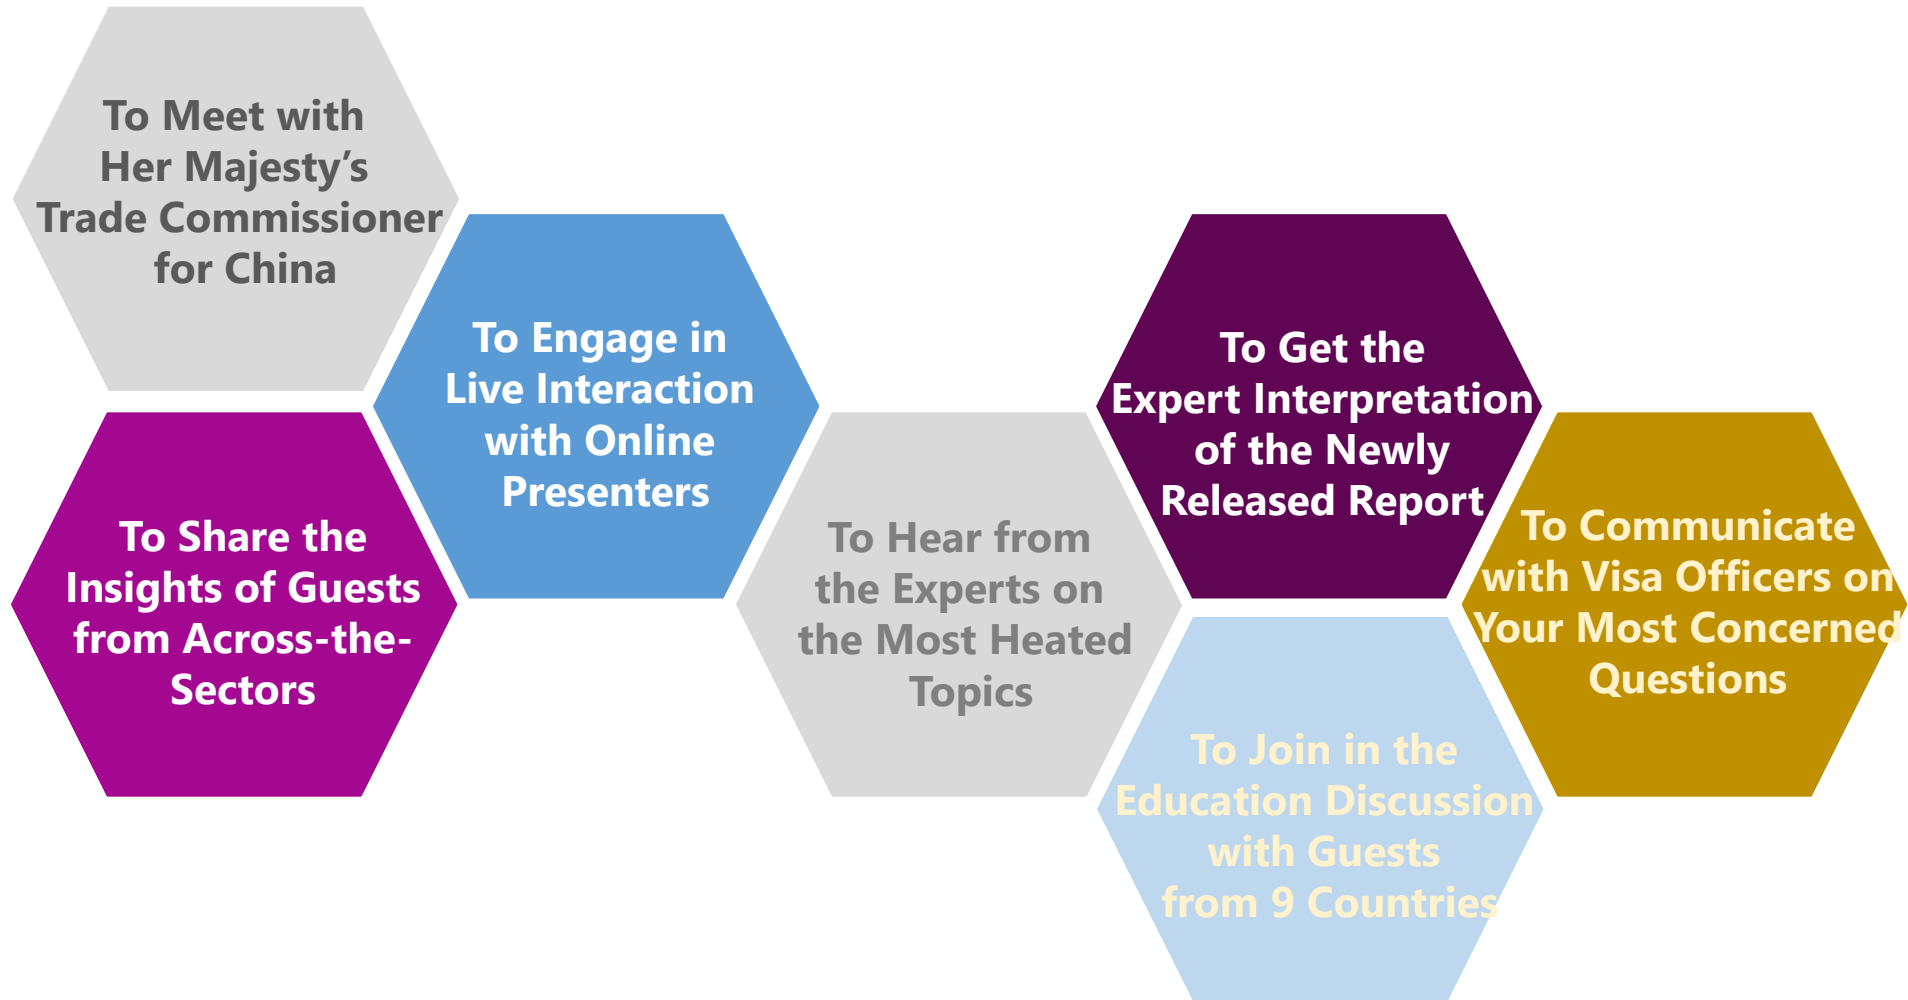 To Meet with
Her Majesty’s
Trade Commissioner
for China
To Share the
Insights of Guests
from Across-the-
Sectors
To Engage in
Live Interaction
with Online
Presenters
To Hear from
the Experts on
the Most Heated
Topics
To Get the
Expert Interpretation
of the Newly
Released Report
To Join in the
Education Discussion
with Guests
from 9 Countries
To Communicate
with Visa Officers on
Your Most Concerned
Questions